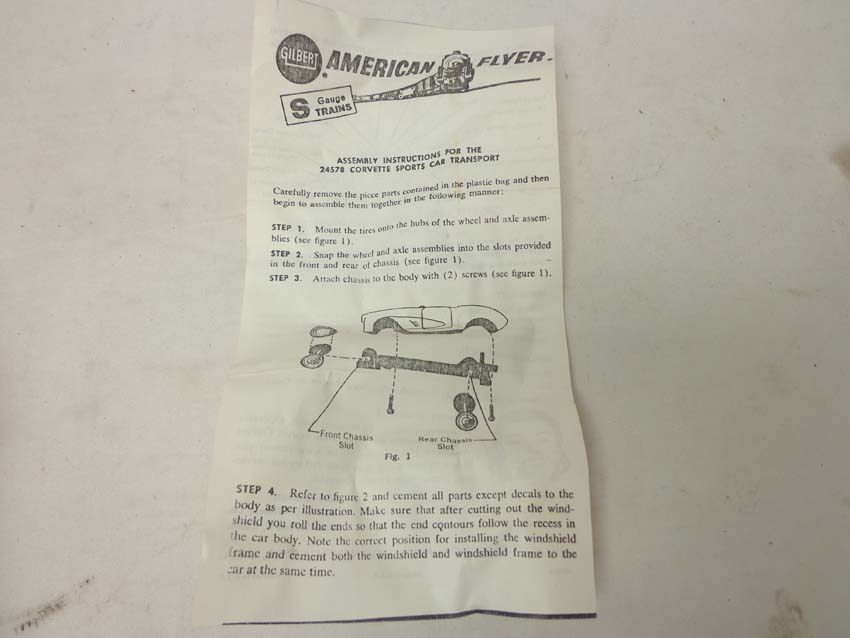 GILBERT
AMERICAN FLYER
S Gauge
TRAINS
ASSEMBLY INSTRUCTIONS FOR THE
24578 CORVETTE SPORTS CAR TRANSPORT
Carefully remove the piece parts contained in the plastic bag and then
begin to assemble them together in the following manner:
STEP 1. Mount the tires onto the hubs of the wheel and axle assem-
blies (see figure 1).
STEP 2. Snap the wheel and axle assemblies into the slots provided
in the front and rear of chassis (see figure 1).
STEP 3. Attach chassis to the body with (2) screws (see figure 1).
Front Chassis
Slot
Rear Chassis
Slot
Fig. 1
STEP 4. Refer to figure 2 and cement all parts except decals to the
body as per illustration. Make sure that after cutting out the wind-
shield you roll the ends so that the end contours follow the recess in
the car body. Note the correct position for installing the windshield
frame and cement both the windshield and windshield frame to the
car at the same time.